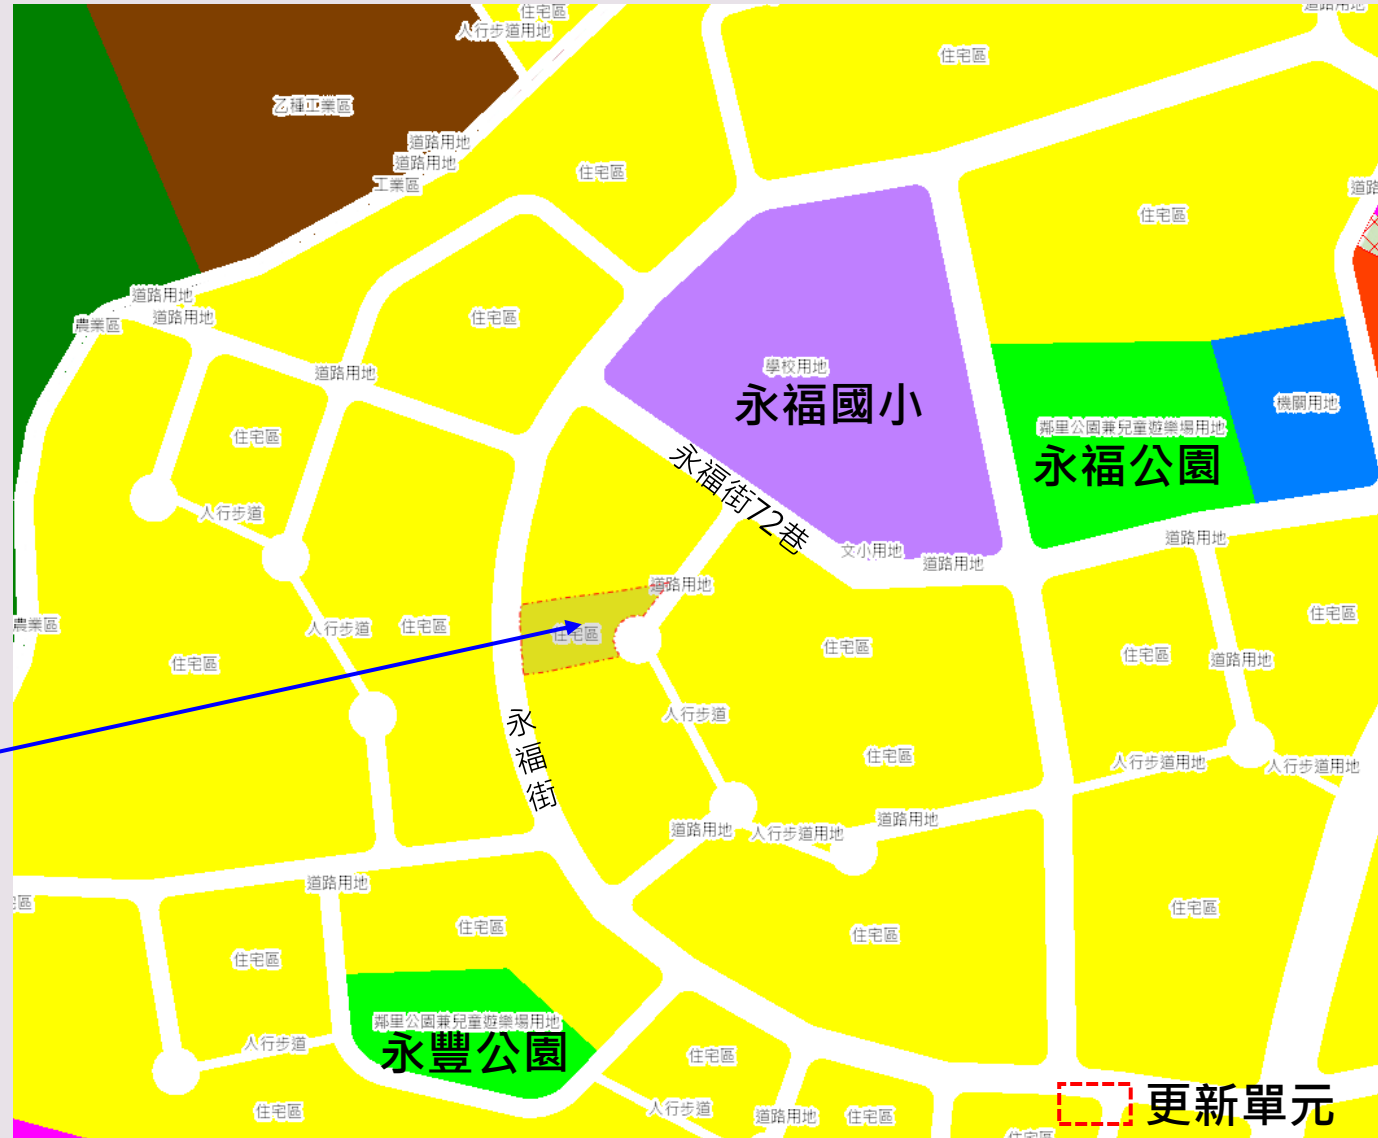 住宅區
道路用地
人行步道用地
住宅區
乙種工業區
道路用地
道路用地
工業區
住宅區
住宅區
道路
道路用地
農業區
道路用地
住宅區
道路用地
學校用地
永福國小
機關用地
鄰里公園兼兒童遊樂場用地
永福公園
住宅區
永福街72巷
人行步道
文小用地
道路用地
道路用地
道路用地
農業區
人行步道
住宅區
住宅區
住宅區
住宅區
住宅區
住宅區
道路用地
人行步道
永福街
住宅區
人行步道用地
人行步道用地
道路用地
人行步道用地
道路用地
道路用地
區
住宅區
住宅區
住宅區
住宅區
鄰里公園兼兒童遊樂場用地
永豐公園
人行步道
住宅區
住宅區
人行步道
道路用地
住宅區
住宅區
更新單元